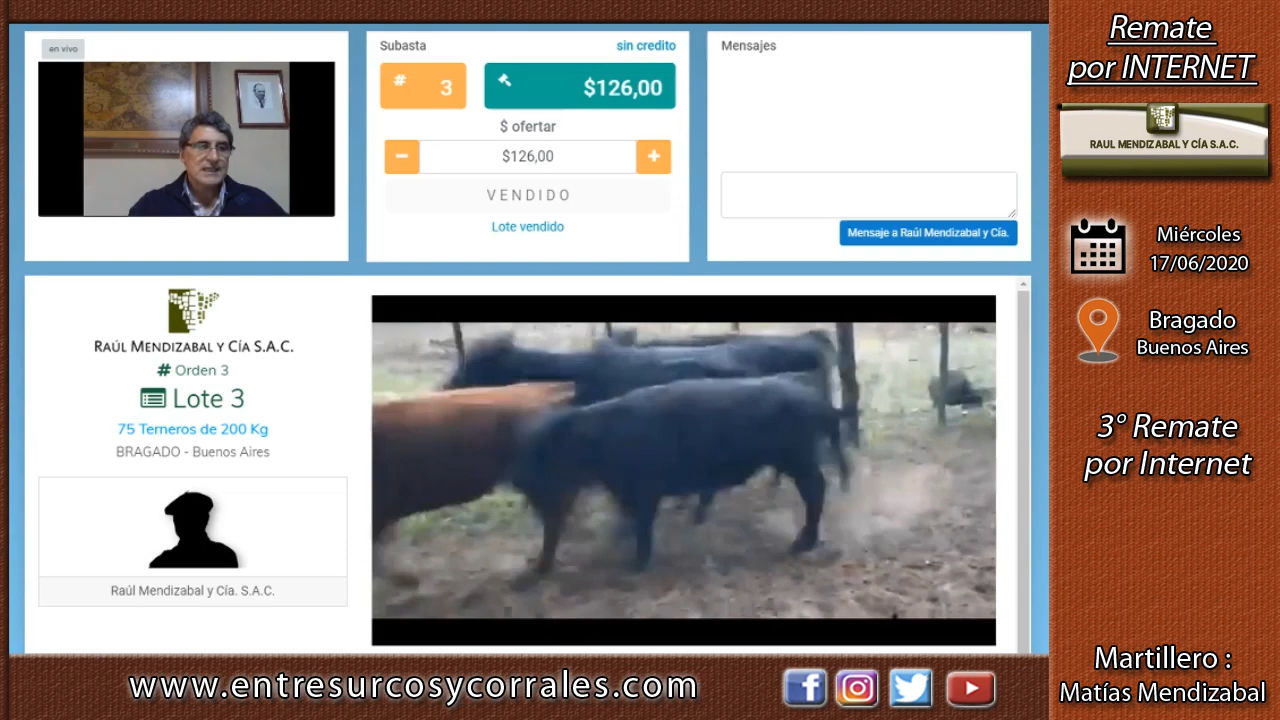 en vivo
Subasta
sin credito
# 3
$126,00
$ ofertar
− $126,00 +
VENDIDO
Lote vendido
Mensajes
Mensaje a Raúl Mendizabal y Cía.
RAÚL MENDIZABAL Y CÍA S.A.C.
# Orden 3
Lote 3
75 Terneros de 200 Kg
BRAGADO - Buenos Aires
Raúl Mendizabal y Cía. S.A.C.
Remate
por INTERNET
RAUL MENDIZABAL Y CÍA S.A.C.
Miércoles
17/06/2020
Bragado
Buenos Aires
3° Remate
por Internet
Martillero :
Matías Mendizabal
www.entresurcosycorrales.com